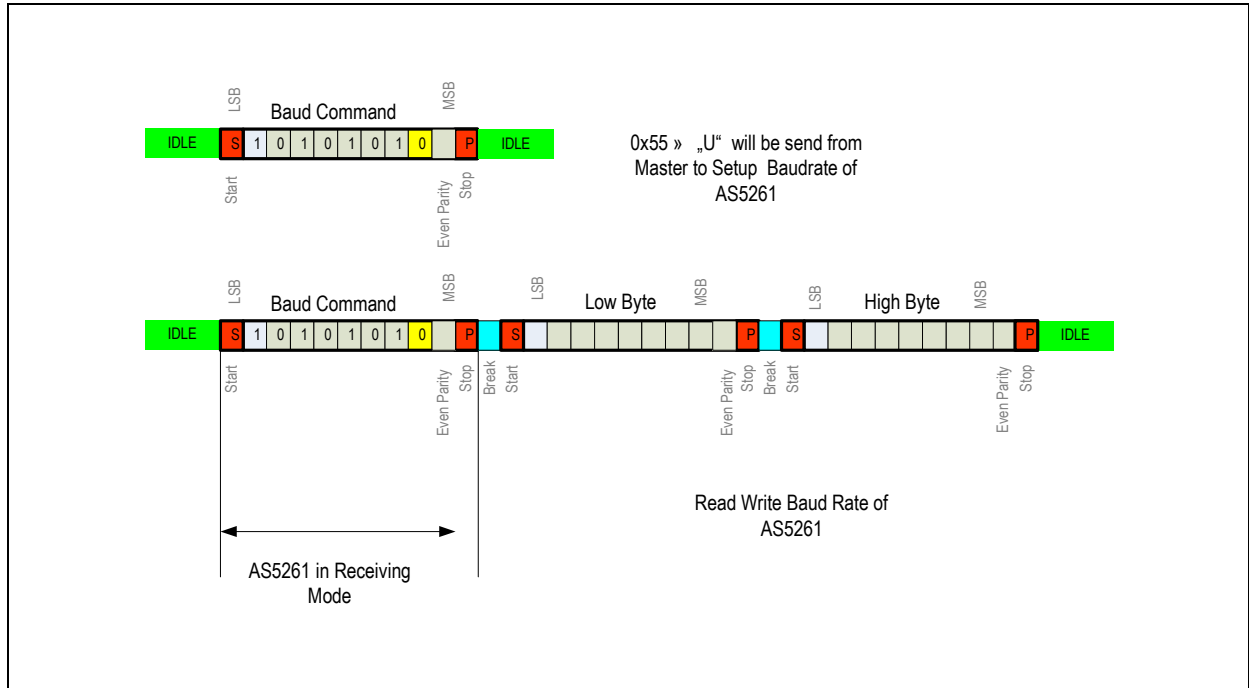 LSB
MSB
Baud Command
IDLE S 1 0 1 0 1 0 1 0 P IDLE
Start
Even Parity
Stop
0x55 » „U“ will be send from
Master to Setup Baudrate of
AS5261
LSB
MSB
LSB
MSB
LSB
MSB
Baud Command
Low Byte
High Byte
IDLE S 1 0 1 0 1 0 1 0 P S P S P IDLE
Start
Even Parity
Stop
Break
Start
Even Parity
Stop
Break
Start
Even Parity
Stop
Read Write Baud Rate of
AS5261
AS5261 in Receiving
Mode